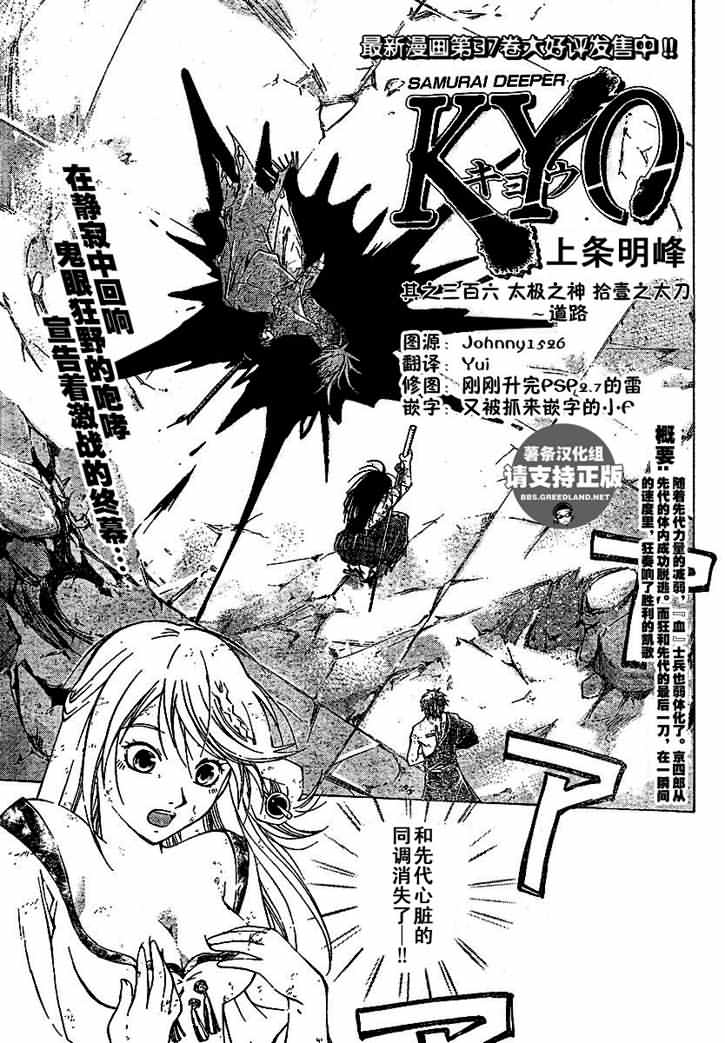 最新漫画第37卷大好评发售中!!
SAMURAI DEEPER
KYO
キョウ
上条明峰
其之三百六 太极之神 拾壹之太刀
~道路
图源: Johnny1526
翻译: Yui
修图: 刚刚升完PSP2.7的雷
嵌字: 又被抓来嵌字的小P
薯条汉化组
请支持正版
BBS.GREEDLAND.NET
在静寂中回响
鬼眼狂野的咆哮
宣告着激战的终幕…
概要
随着先代力量的减弱,『血』士兵也弱体化了。京四郎从
先代的体内成功脱逃。而狂和先代的最后一刀,在一瞬间
的速度里,狂奏响了胜利的凯歌
ア
ア
ア
和先代心脏的
同调消失了—!!